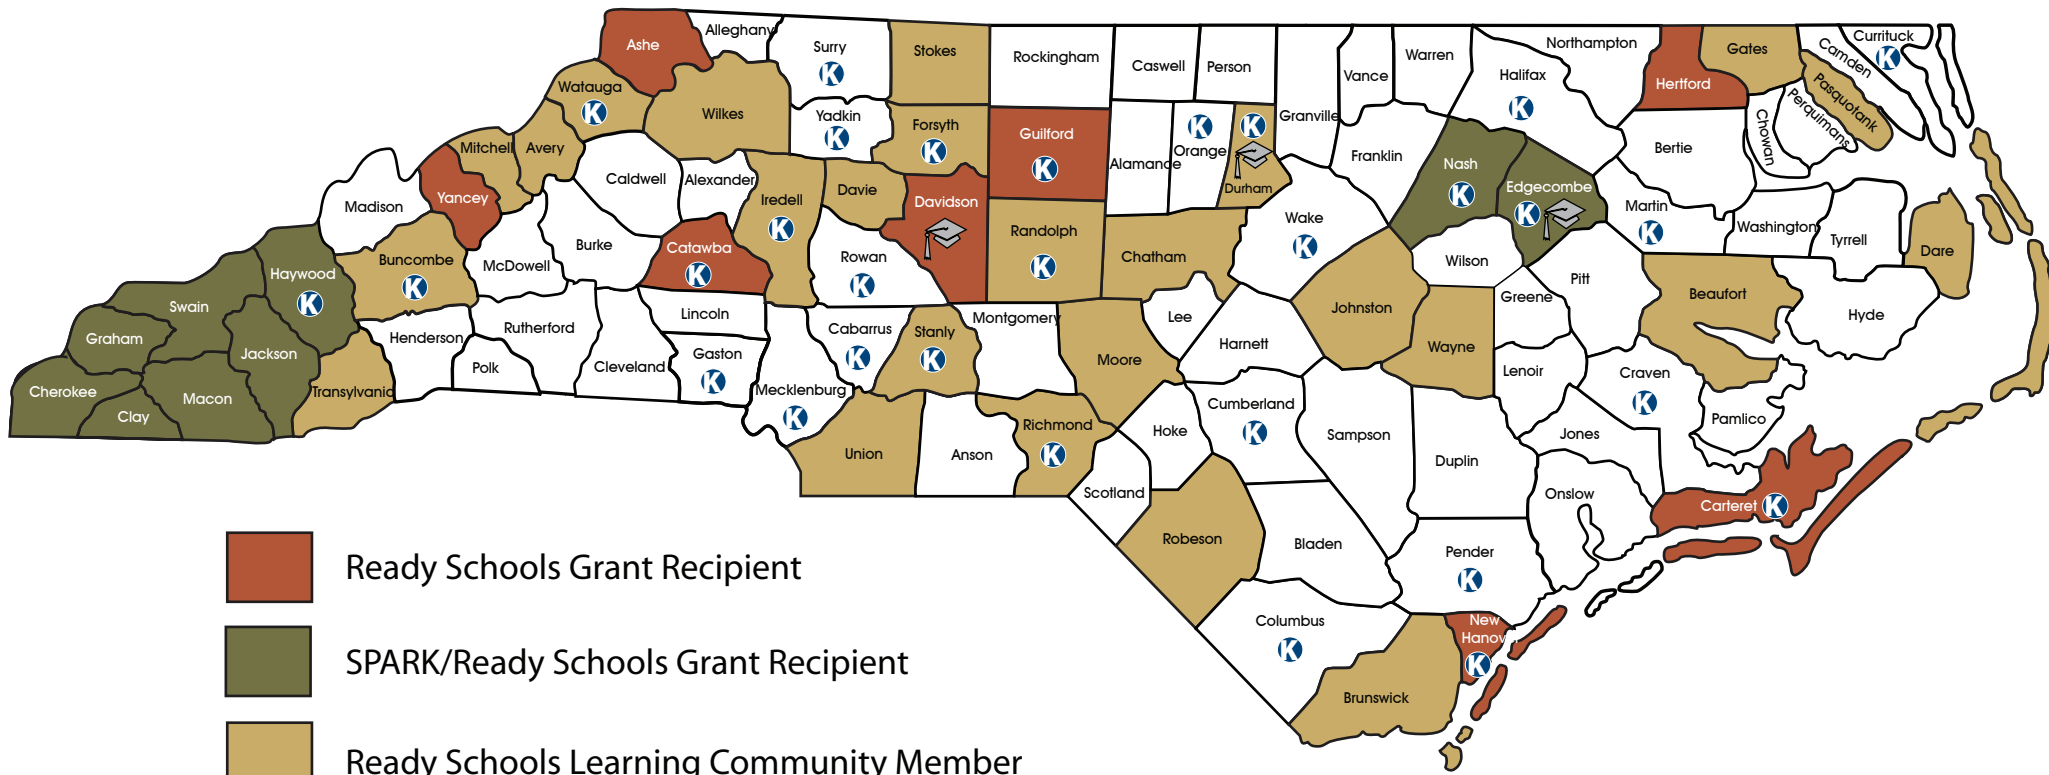 Ashe
Alleghany
Surry
K
Stokes
Rockingham
Caswell
Person
Vance
Warren
Northampton
Halifax
K
Hertford
Gates
Camden
Currituck
K
Pasquotank
Perquimans
Chowan
Watauga
K
Wilkes
Yadkin
K
Forsyth
K
Guilford
K
Alamance
Orange
K
Durham
K
Granville
Franklin
Nash
K
Edgecombe
K
Bertie
Martin
K
Washington
Tyrrell
Dare
Mitchell
Avery
Yancey
Madison
Caldwell
Alexander
Iredell
K
Davie
Davidson
Randolph
K
Chatham
Wake
K
Wilson
Johnston
Greene
Pitt
Beaufort
Hyde
Haywood
K
Buncombe
K
McDowell
Burke
Catawba
K
Rowan
K
Swain
Graham
Jackson
Cherokee
Clay
Macon
Transylvania
Henderson
Polk
Rutherford
Cleveland
Lincoln
Gaston
K
Mecklenburg
K
Cabarrus
K
Stanly
K
Montgomery
Moore
Lee
Harnett
Wayne
Lenoir
Craven
K
Pamlico
Jones
Union
Anson
Richmond
K
Scotland
Hoke
Cumberland
K
Sampson
Duplin
Onslow
Carteret K
Robeson
Bladen
Pender
K
Columbus
K
Brunswick
New
Hanov
K
Ready Schools Grant Recipient
SPARK/Ready Schools Grant Recipient
Ready Schools Learning Community Member